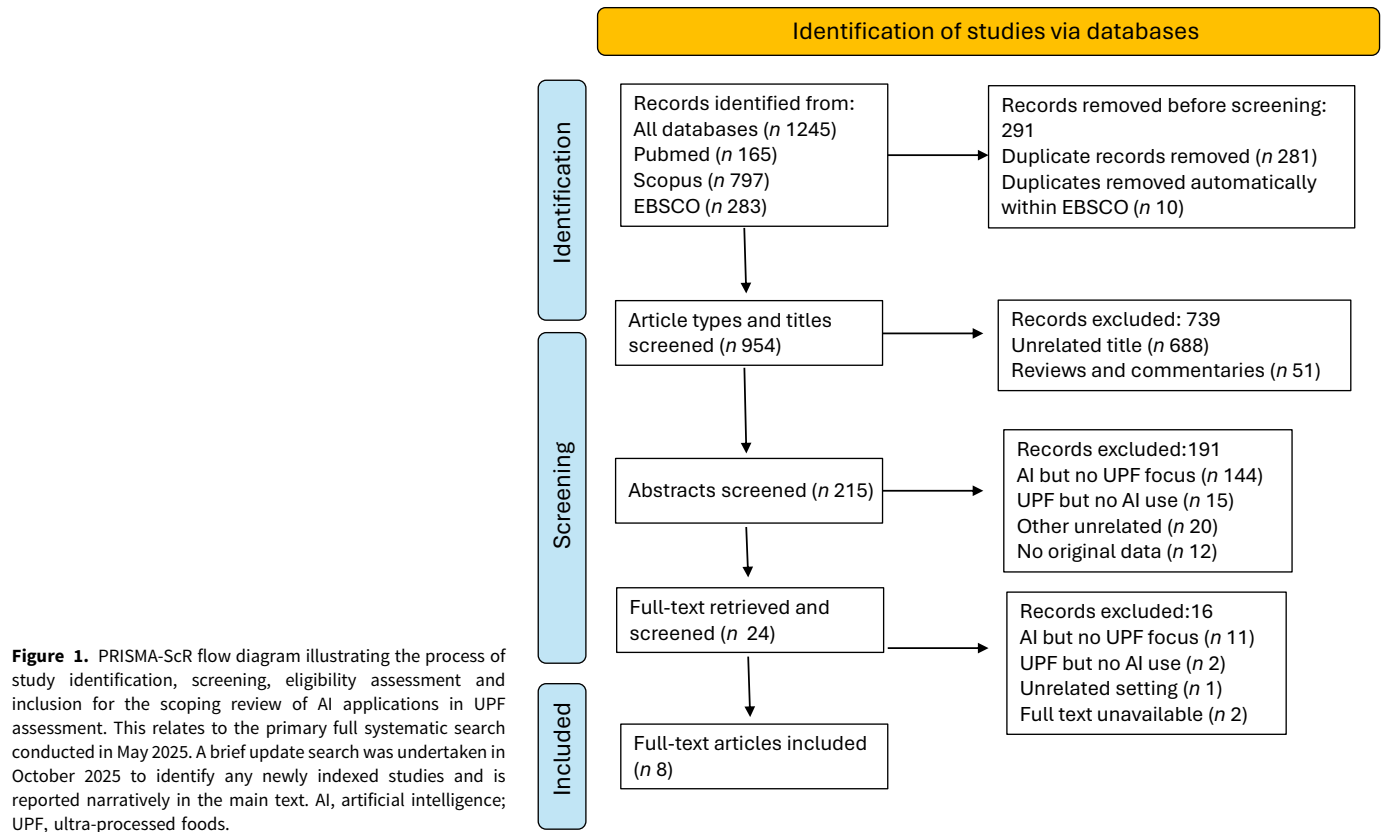 Identification of studies via databases
Identification
Records identified from:
All databases (n 1245)
Pubmed (n 165)
Scopus (n 797)
EBSCO (n 283)
Records removed before screening:
291
Duplicate records removed (n 281)
Duplicates removed automatically
within EBSCO (n 10)
Screening
Article types and titles
screened (n 954)
Records excluded: 739
Unrelated title (n 688)
Reviews and commentaries (n 51)
Abstracts screened (n 215)
Records excluded:191
AI but no UPF focus (n 144)
UPF but no AI use (n 15)
Other unrelated (n 20)
No original data (n 12)
Full-text retrieved and
screened (n 24)
Records excluded:16
AI but no UPF focus (n 11)
UPF but no AI use (n 2)
Unrelated setting (n 1)
Full text unavailable (n 2)
Included
Full-text articles included
(n 8)
Figure 1. PRISMA-ScR flow diagram illustrating the process of
study identification, screening, eligibility assessment and
inclusion for the scoping review of AI applications in UPF
assessment. This relates to the primary full systematic search
conducted in May 2025. A brief update search was undertaken in
October 2025 to identify any newly indexed studies and is
reported narratively in the main text. AI, artificial intelligence;
UPF, ultra-processed foods.